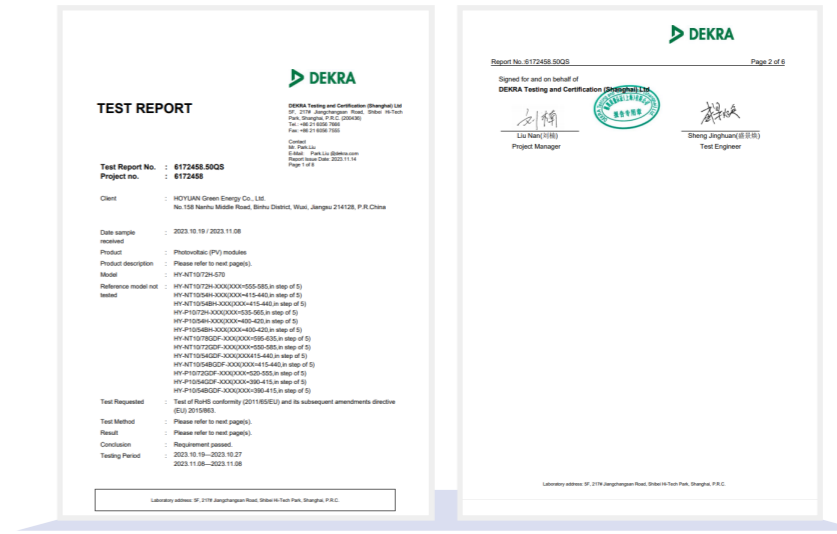 DEKRA
TEST REPORT
DEKRA Testing and Certification (Shanghai) Ltd
5F, 217# Jiangchangsan Road, Shibei Hi-Tech
Park, Shanghai, P.R.C. (200436)
Tel.: +86 21 6056 7666
Fax: +86 21 6056 7555
Contact
Mr. Park.Liu
E-Mail: Park.Liu @dekra.com
Report Issue Date: 2023.11.14
Page 1 of 6
Test Report No. : 6172458.50QS
Project no. : 6172458
Client : HOYUAN Green Energy Co., Ltd.
No.158 Nanhu Middle Road, Binhu District, Wuxi, Jiangsu 214128, P.R.China
Date sample received : 2023.10.19 / 2023.11.08
Product : Photovoltaic (PV) modules
Product description : Please refer to next page(s).
Model : HY-NT10/72H-570
Reference model not tested : HY-NT10/72H-XXX(XXX=555-585,in step of 5)
HY-NT10/54H-XXX(XXX=415-440,in step of 5)
HY-NT10/54BH-XXX(XXX=415-440,in step of 5)
HY-P10/72H-XXX(XXX=535-565,in step of 5)
HY-P10/54H-XXX(XXX=400-420,in step of 5)
HY-P10/54BH-XXX(XXX=400-420,in step of 5)
HY-NT10/78GDF-XXX(XXX=595-635,in step of 5)
HY-NT10/72GDF-XXX(XXX=550-585,in step of 5)
HY-NT10/54GDF-XXX(XXX415-440,in step of 5)
HY-NT10/54BGDF-XXX(XXX=415-440,in step of 5)
HY-P10/72GDF-XXX(XXX=520-555,in step of 5)
HY-P10/54GDF-XXX(XXX=390-415,in step of 5)
HY-P10/54BGDF-XXX(XXX=390-415,in step of 5)
Test Requested : Test of RoHS conformity (2011/65/EU) and its subsequent amendments directive
(EU) 2015/863.
Test Method : Please refer to next page(s).
Result : Please refer to next page(s).
Conclusion : Requirement passed.
Testing Period : 2023.10.19—2023.10.27
2023.11.08—2023.11.08
Laboratory address: 5F, 217# Jiangchangsan Road, Shibei Hi-Tech Park, Shanghai, P.R.C.
DEKRA
Report No.:6172458.50QS Page 2 of 6
Signed for and on behalf of
DEKRA Testing and Certification (Shanghai) Ltd
报告专用章
刘楠
Liu Nan(刘楠) Sheng Jinghuan(盛景焕)
Project Manager Test Engineer
Laboratory address: 5F, 217# Jiangchangsan Road, Shibei Hi-Tech Park, Shanghai, P.R.C.